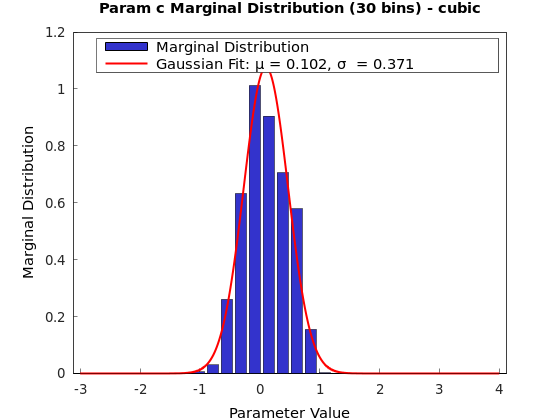 Param c Marginal Distribution (30 bins) - cubic
1.2
1
0.8
0.6
0.4
0.2
0
Marginal Distribution
Marginal Distribution
Gaussian Fit: μ = 0.102, σ  = 0.371
-3 -2 -1 0 1 2 3 4
Parameter Value